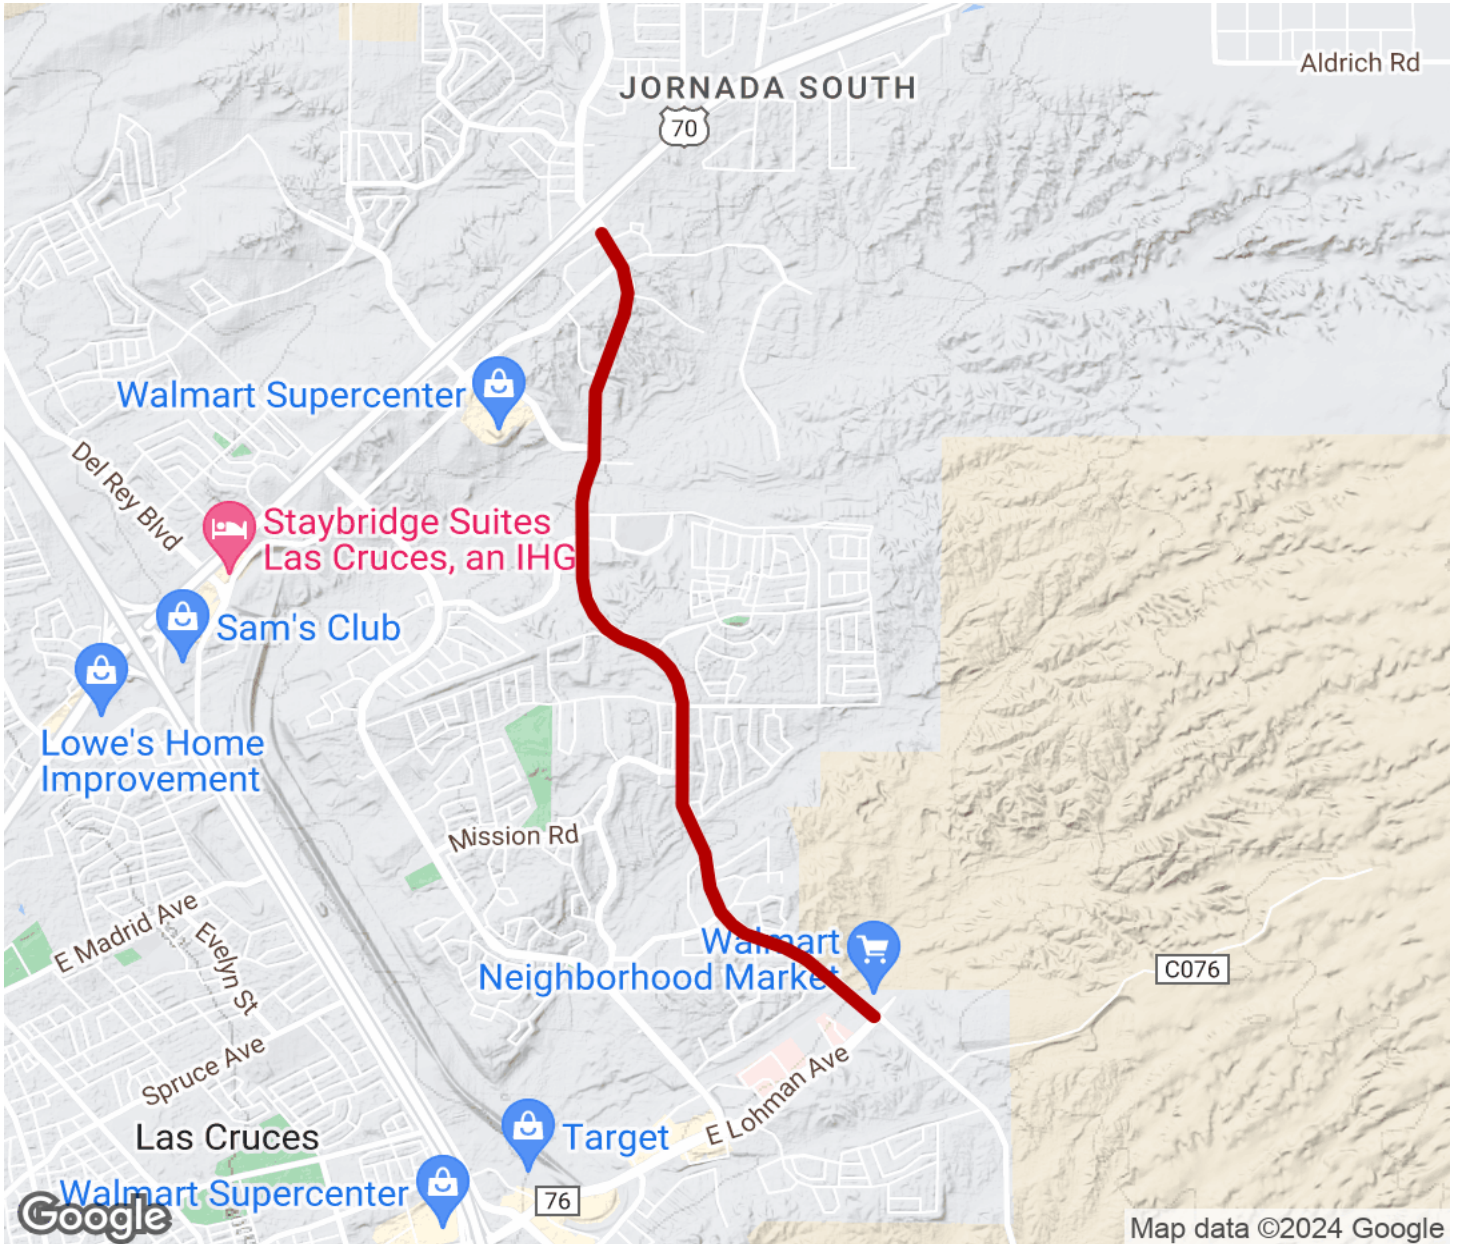 Aldrich Rd
JORNADA SOUTH
70
Walmart Supercenter
Del Rey Blvd
Staybridge Suites
Las Cruces, an IHG
Sam's Club
Lowe's Home
Improvement
Mission Rd
E Madrid Ave
Evelyn St
Walmart
Neighborhood Market
C076
Spruce Ave
E Lohman Ave
Las Cruces
Target
Walmart Supercenter
76
Google
Map data ©2024 Google